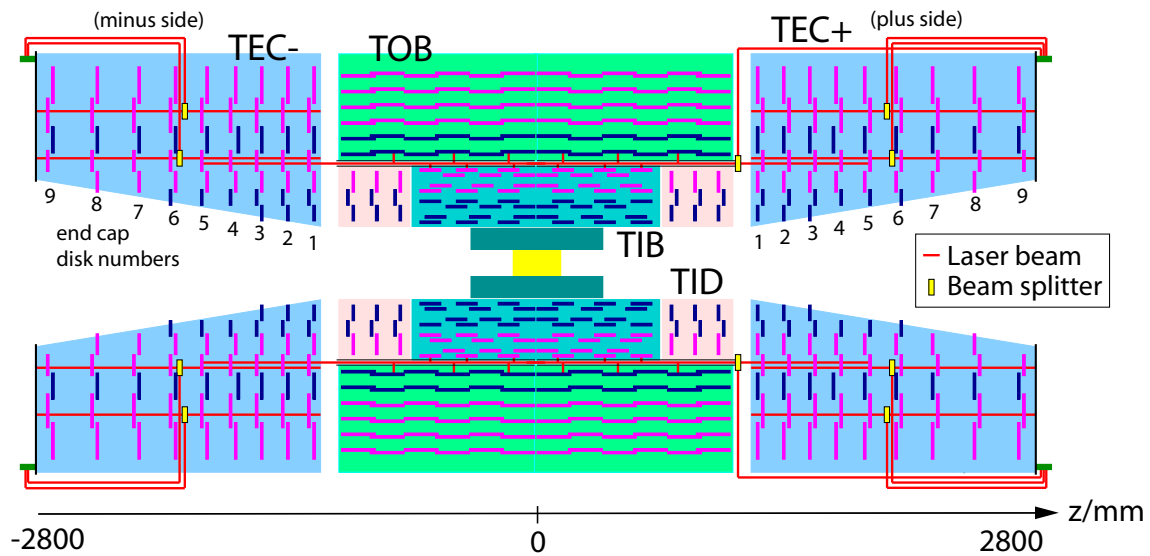 (minus side)
(plus side)
TEC-
TOB
TEC+
9
8
7
6
5
4
3
2
1
1
2
3
4
5
6
7
8
9
end cap
disk numbers
TIB
TID
Laser beam
Beam splitter
z/mm
-2800
0
2800